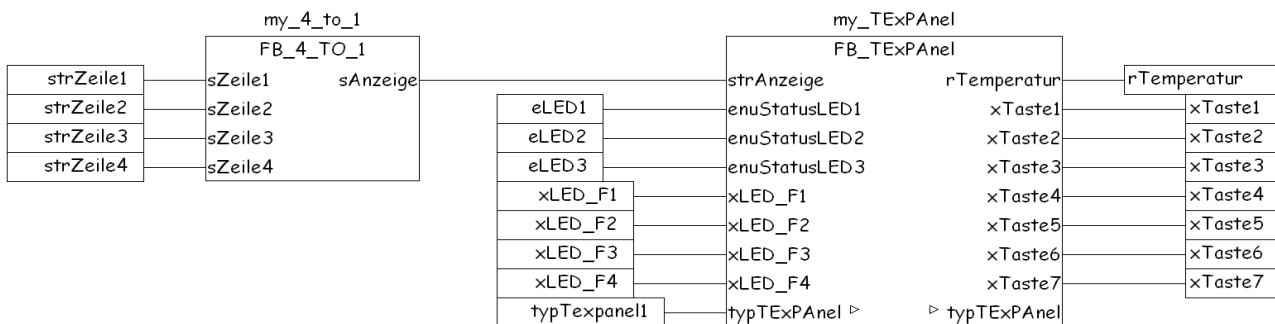 my_4_to_1 my_TExPAnel
FB_4_TO_1 FB_TExPAnel
strZeile1 sZeile1 sAnzeige strAnzeige rTemperatur rTemperatur
strZeile2 sZeile2 eLED1 enuStatusLED1 xTaste1 xTaste1
strZeile3 sZeile3 eLED2 enuStatusLED2 xTaste2 xTaste2
strZeile4 sZeile4 eLED3 enuStatusLED3 xTaste3 xTaste3
xLED_F1 xLED_F1 xTaste4 xTaste4
xLED_F2 xLED_F2 xTaste5 xTaste5
xLED_F3 xLED_F3 xTaste6 xTaste6
xLED_F4 xLED_F4 xTaste7 xTaste7
typTexpanel1 typTExPAnel ▷ ▷ typTExPAnel